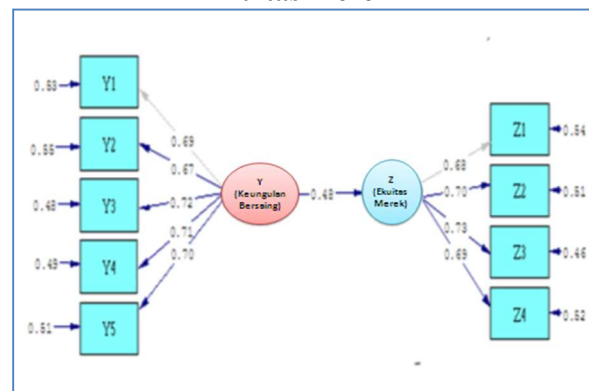 0.53
Y1
0.55
Y2
0.48
Y3
0.49
Y4
0.51
Y5
0.69
0.67
0.72
0.71
0.70
Y
(Keungulan
Bersaing)
0.48
Z
(Ekuitas
Merek)
0.68
0.70
0.73
0.69
Z1
0.54
Z2
0.51
Z3
0.46
Z4
0.52